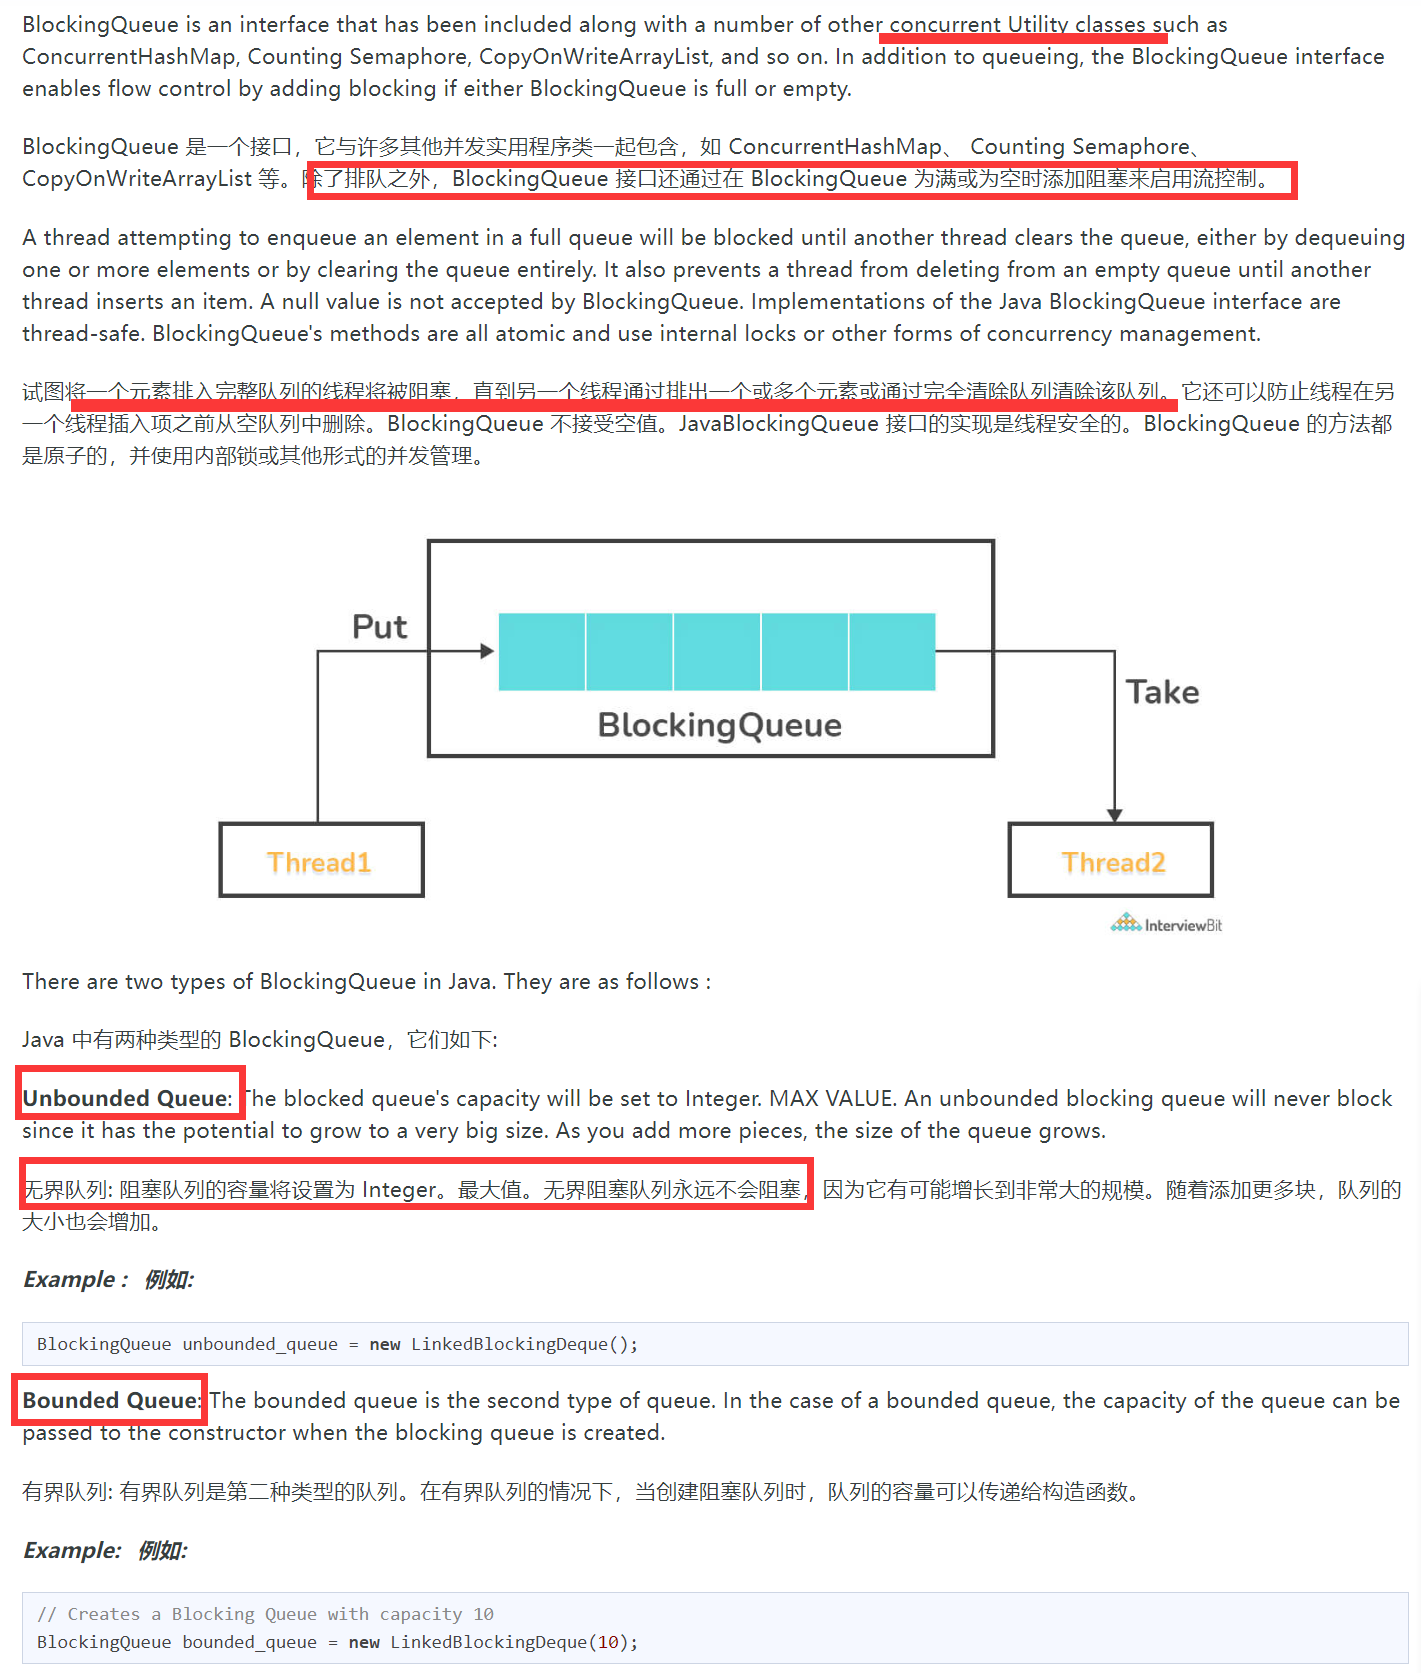 BlockingQueue is an interface that has been included along with a number of other concurrent Utility classes such as
ConcurrentHashMap, Counting Semaphore, CopyOnWriteArrayList, and so on. In addition to queueing, the BlockingQueue interface
enables flow control by adding blocking if either BlockingQueue is full or empty.
BlockingQueue 是一个接口，它与许多其他并发实用程序类一起包含，如 ConcurrentHashMap、 Counting Semaphore、
CopyOnWriteArrayList 等。除了排队之外，BlockingQueue 接口还通过在 BlockingQueue 为满或为空时添加阻塞来启用流控制。
A thread attempting to enqueue an element in a full queue will be blocked until another thread clears the queue, either by dequeuing
one or more elements or by clearing the queue entirely. It also prevents a thread from deleting from an empty queue until another
thread inserts an item. A null value is not accepted by BlockingQueue. Implementations of the Java BlockingQueue interface are
thread-safe. BlockingQueue's methods are all atomic and use internal locks or other forms of concurrency management.
试图将一个元素排入完整队列的线程将被阻塞，直到另一个线程通过排出一个或多个元素或通过完全清除队列清除该队列。它还可以防止线程在另
一个线程插入项之前从空队列中删除。BlockingQueue 不接受空值。JavaBlockingQueue 接口的实现是线程安全的。BlockingQueue 的方法都
是原子的，并使用内部锁或其他形式的并发管理。
Put
BlockingQueue
Take
Thread1
Thread2
InterviewBit
There are two types of BlockingQueue in Java. They are as follows :
Java 中有两种类型的 BlockingQueue，它们如下:
Unbounded Queue: The blocked queue's capacity will be set to Integer. MAX VALUE. An unbounded blocking queue will never block
since it has the potential to grow to a very big size. As you add more pieces, the size of the queue grows.
无界队列: 阻塞队列的容量将设置为 Integer。最大值。无界阻塞队列永远不会阻塞，因为它有可能增长到非常大的规模。随着添加更多块，队列的
大小也会增加。
Example : 例如:
BlockingQueue unbounded_queue = new LinkedBlockingDeque();
Bounded Queue: The bounded queue is the second type of queue. In the case of a bounded queue, the capacity of the queue can be
passed to the constructor when the blocking queue is created.
有界队列: 有界队列是第二种类型的队列。在有界队列的情况下，当创建阻塞队列时，队列的容量可以传递给构造函数。
Example: 例如:
// Creates a Blocking Queue with capacity 10
BlockingQueue bounded_queue = new LinkedBlockingDeque(10);